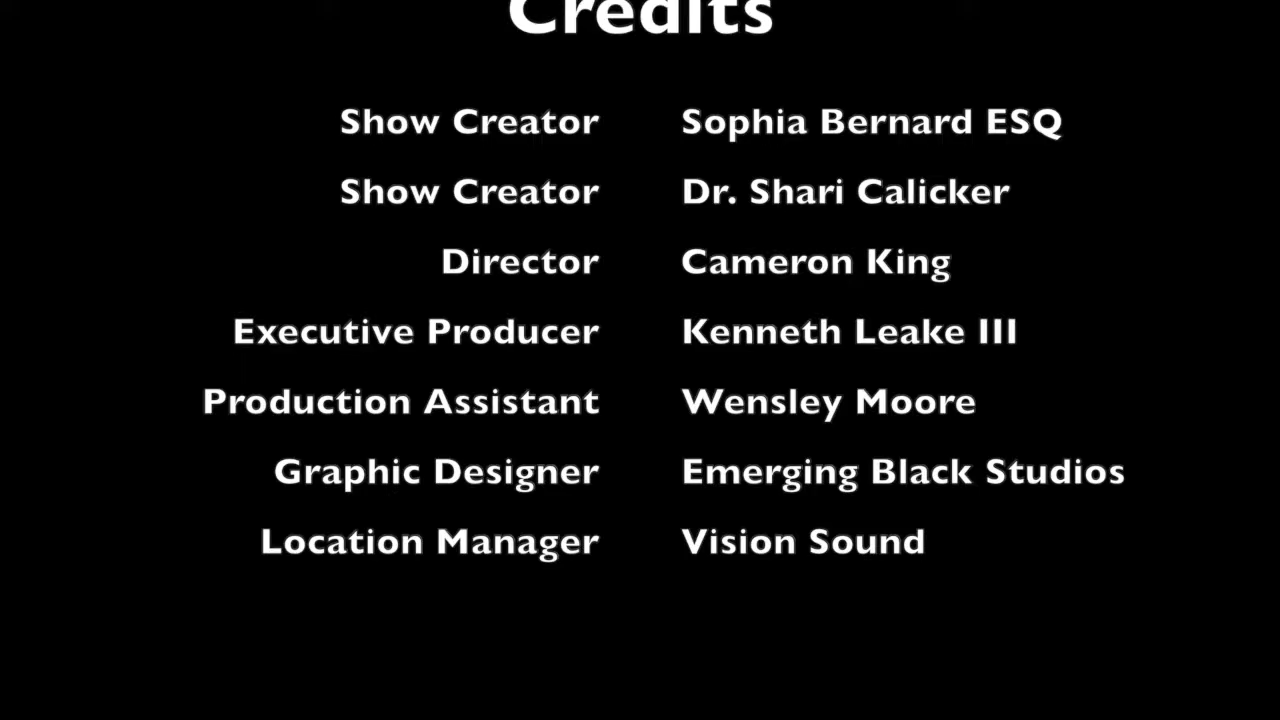 Credits
Show Creator Sophia Bernard ESQ
Show Creator Dr. Shari Calicker
Director Cameron King
Executive Producer Kenneth Leake III
Production Assistant Wensley Moore
Graphic Designer Emerging Black Studios
Location Manager Vision Sound